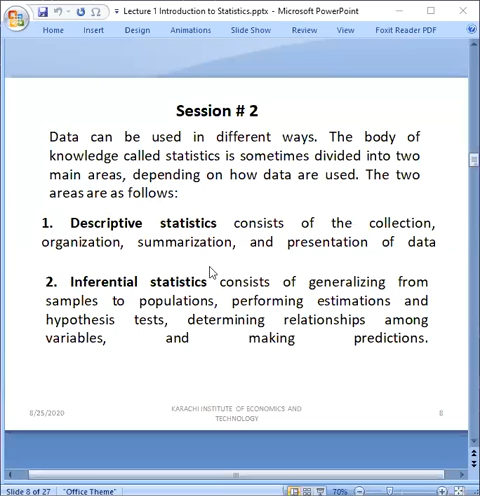 Lecture 1 Introduction to Statistics.pptx - Microsoft PowerPoint
Home Insert Design Animations Slide Show Review View Foxit Reader PDF
Session # 2
Data can be used in different ways. The body of
knowledge called statistics is sometimes divided into two
main areas, depending on how data are used. The two
areas are as follows:
1. Descriptive statistics consists of the collection,
organization, summarization, and presentation of data
2. Inferential statistics consists of generalizing from
samples to populations, performing estimations and
hypothesis tests, determining relationships among
variables, and making predictions.
8/25/2020
KARACHI INSTITUTE OF ECONOMICS AND
TECHNOLOGY
8
Slide 8 of 27 "Office Theme" 70%